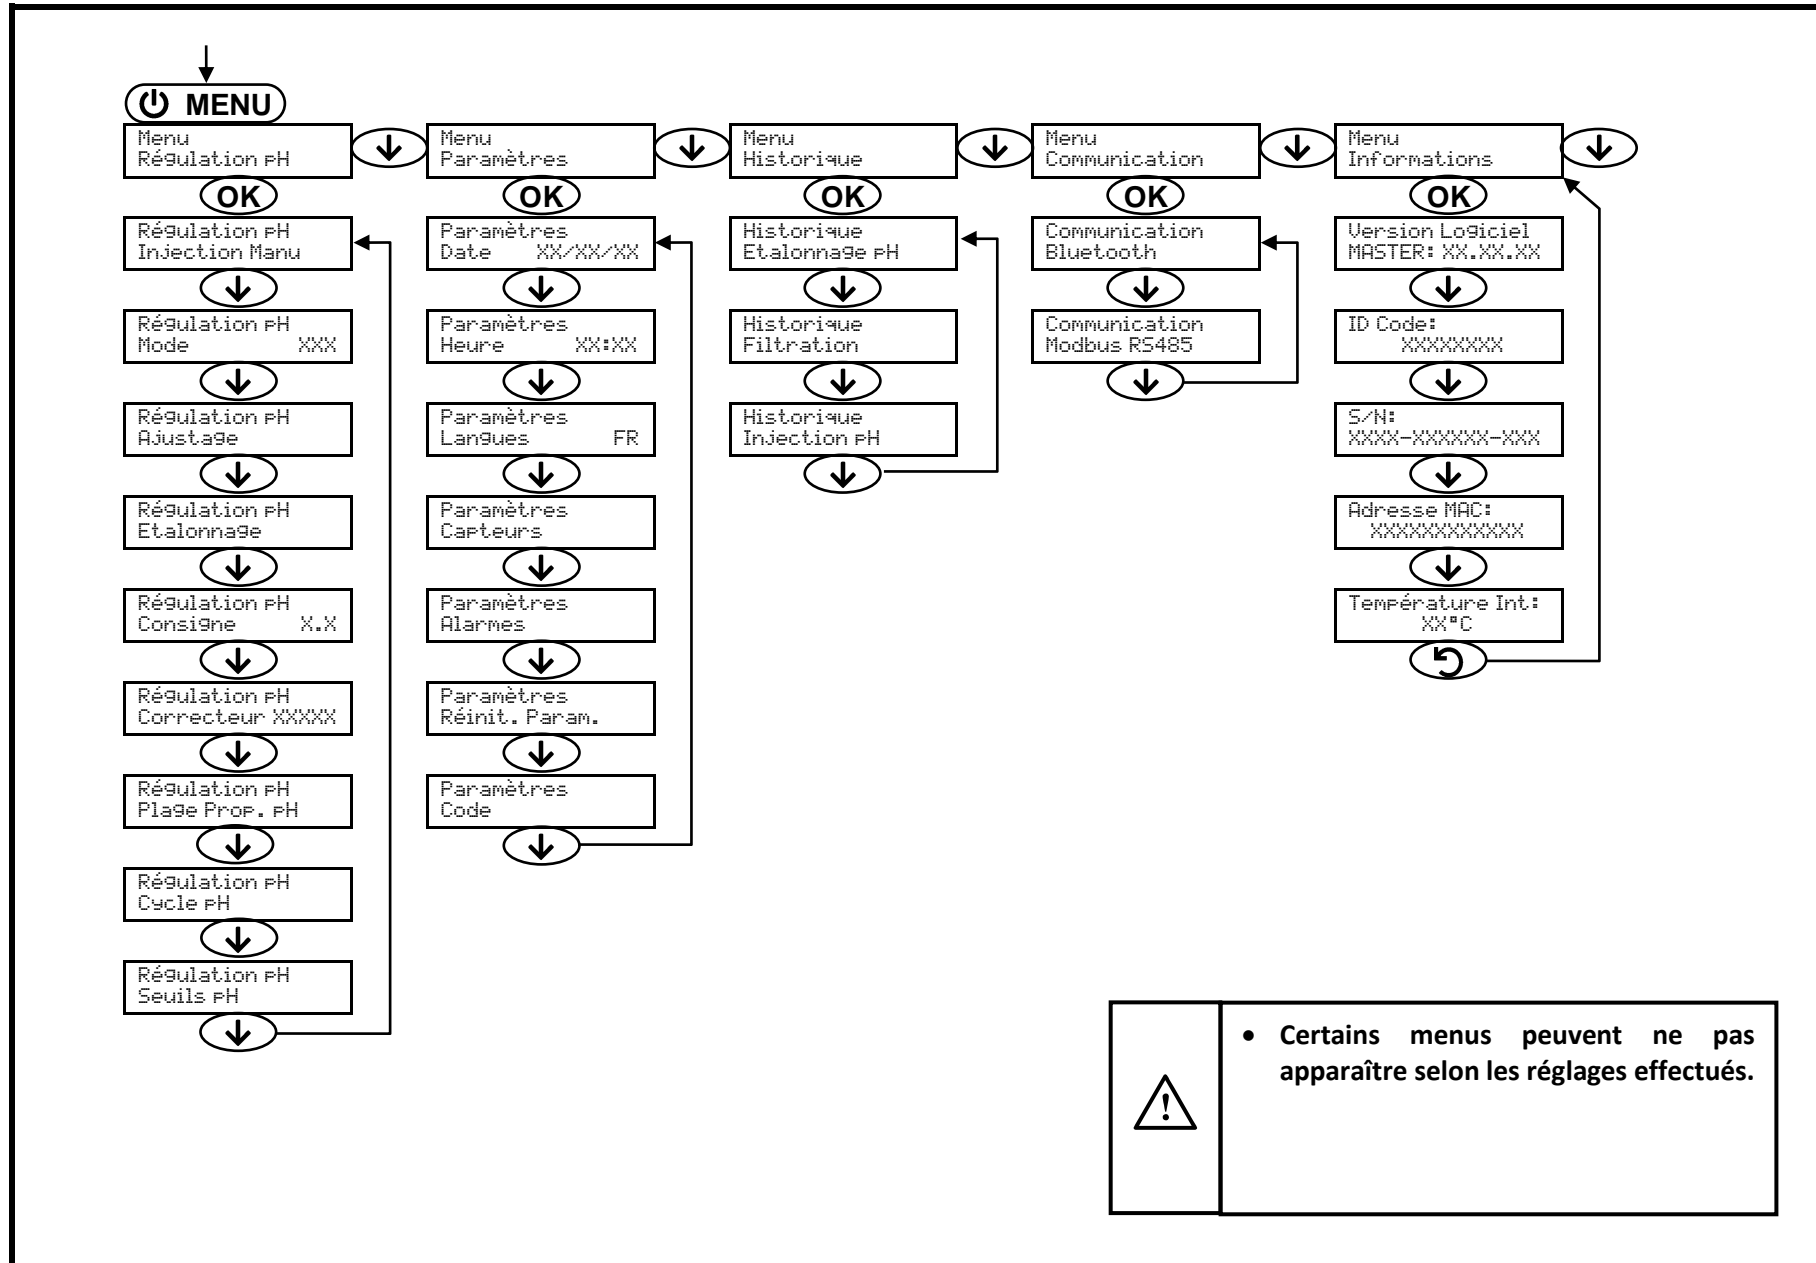 MENU
Menu
Régulation pH
OK
Régulation pH
Injection Manu
Régulation pH
Mode XXX
Régulation pH
Ajustage
Régulation pH
Etalonnage
Régulation pH
Consigne X.X
Régulation pH
Correcteur XXXXX
Régulation pH
Plage Prop. pH
Régulation pH
Cycle pH
Régulation pH
Seuils pH
Menu
Paramètres
OK
Paramètres
Date XX/XX/XX
Paramètres
Heure XX:XX
Paramètres
Langues FR
Paramètres
Capteurs
Paramètres
Alarmes
Paramètres
Réinit. Param.
Paramètres
Code
Menu
Historique
OK
Historique
Etalonnage pH
Historique
Filtration
Historique
Injection pH
Menu
Communication
OK
Communication
Bluetooth
Communication
Modbus RS485
Menu
Informations
OK
Version Logiciel
MASTER: XX.XX.XX
ID Code:
XXXXXXXX
S/N:
XXXX-XXXXXX-XXX
Adresse MAC:
XXXXXXXXXXXX
Température Int:
XX°C
• Certains menus peuvent ne pas
apparaître selon les réglages effectués.